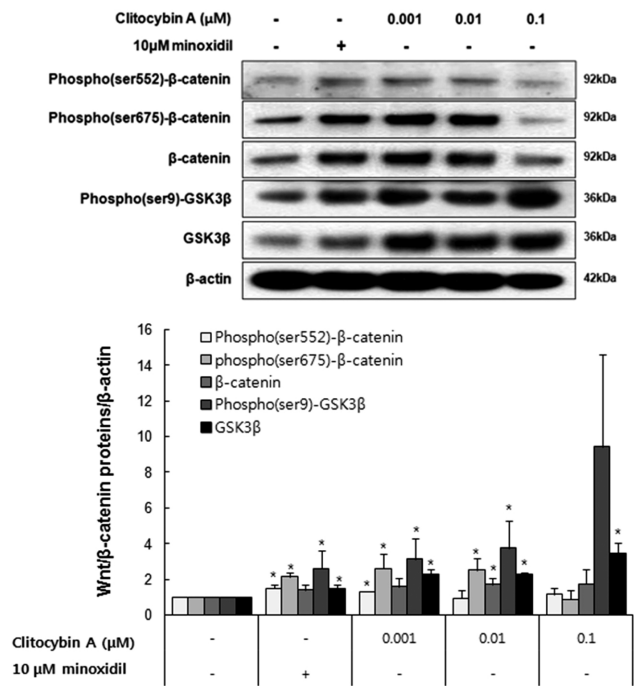 Clitocybin A (μM) - - 0.001 0.01 0.1
10μM minoxidil - + - - -
Phospho(ser552)-β-catenin 92kDa
Phospho(ser675)-β-catenin 92kDa
β-catenin 92kDa
Phospho(ser9)-GSK3β 36kDa
GSK3β 36kDa
β-actin 42kDa
Wnt/β-catenin proteins/β-actin
16
14
12
10
8
6
4
2
0
Phospho(ser552)-β-catenin
phospho(ser675)-β-catenin
β-catenin
Phospho(ser9)-GSK3β
GSK3β
* * * *
* * * *
* * * *
*
Clitocybin A (μM) - - 0.001 0.01 0.1
10 μM minoxidil - + - - -